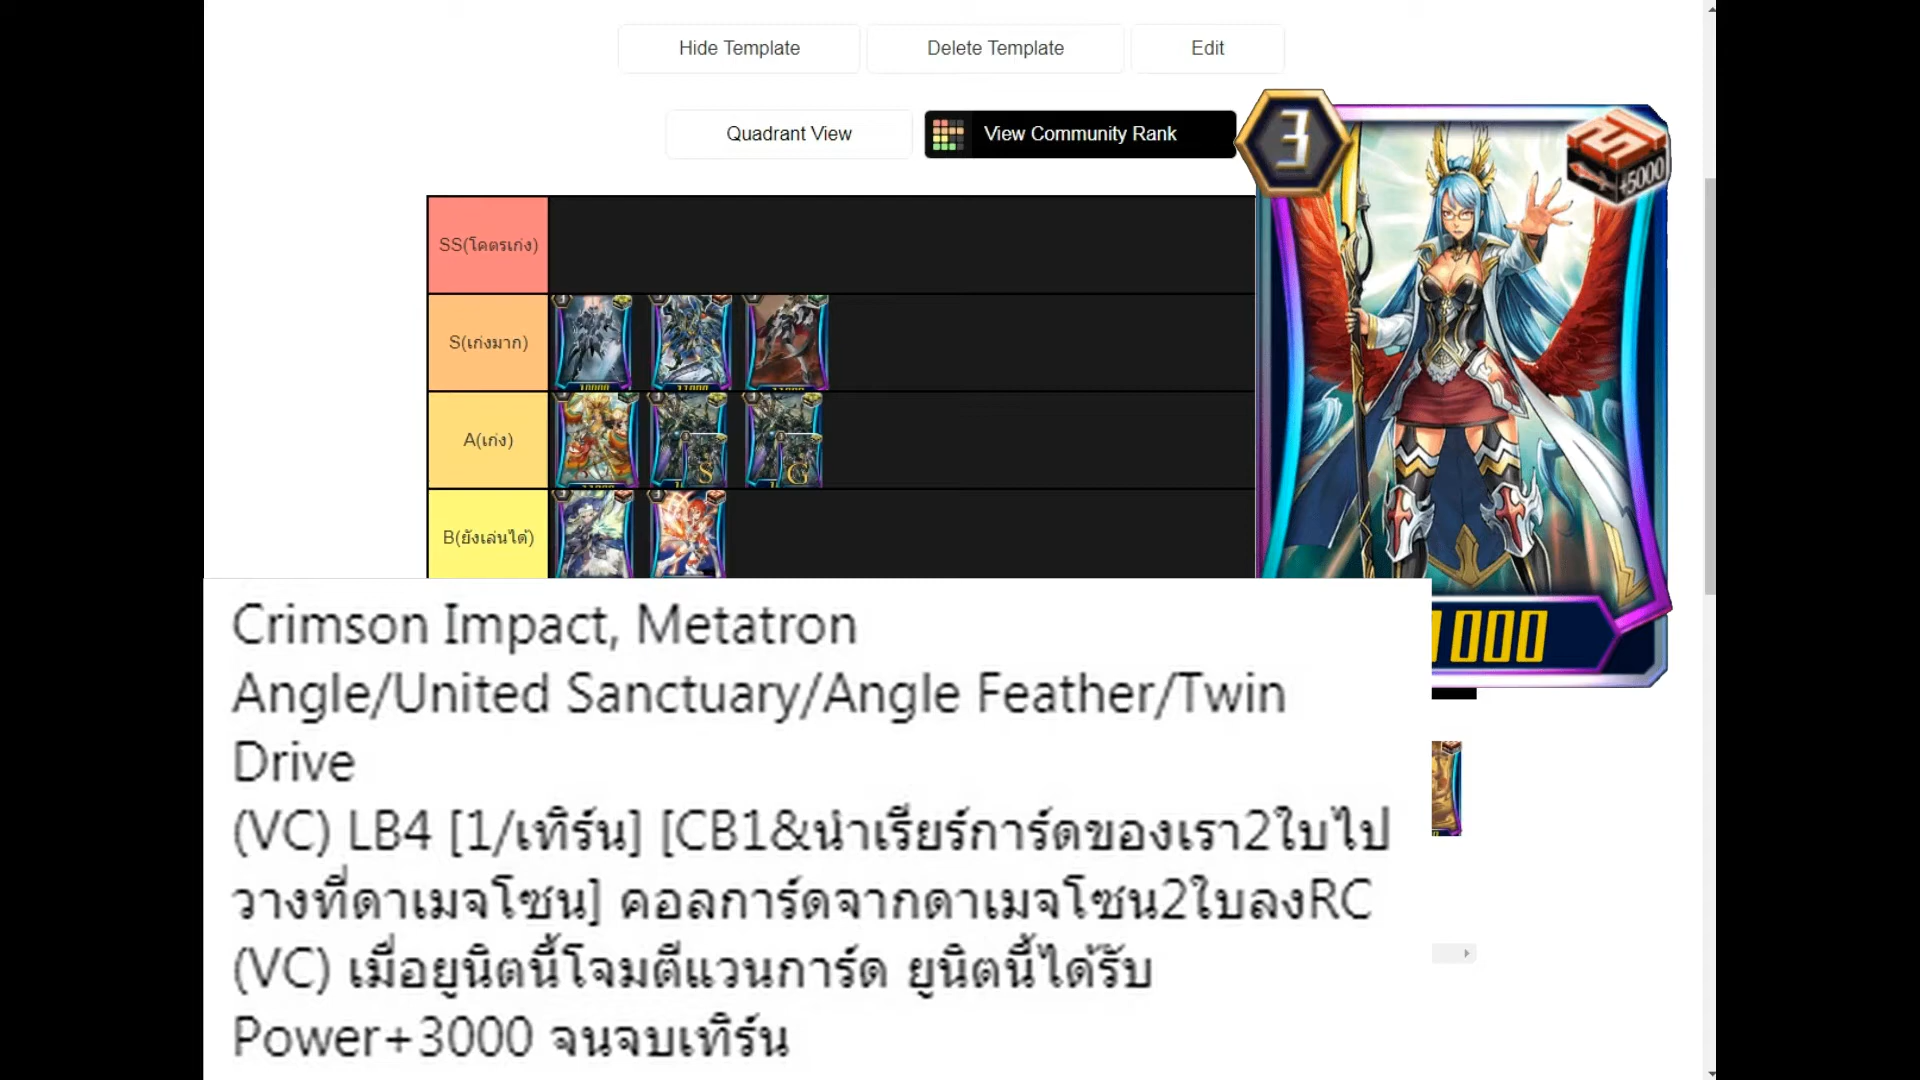 Hide Template
Delete Template
Edit
Quadrant View
View Community Rank
3
+5000
SS(โคตรเก่ง)
S(เก่งมาก)
10000
11000
A(เก่ง)
S
G
B(ยังเล่นได้)
1000
Crimson Impact, Metatron
Angle/United Sanctuary/Angle Feather/Twin
Drive
(VC) LB4 [1/เทิร์น] [CB1&นำเรียร์การ์ดของเรา2ใบไป
วางที่ดาเมจโซน] คอลการ์ดจากดาเมจโซน2ใบลงRC
(VC) เมื่อยูนิตนี้โจมตีแวนการ์ด ยูนิตนี้ได้รับ
Power+3000 จนจบเทิร์น